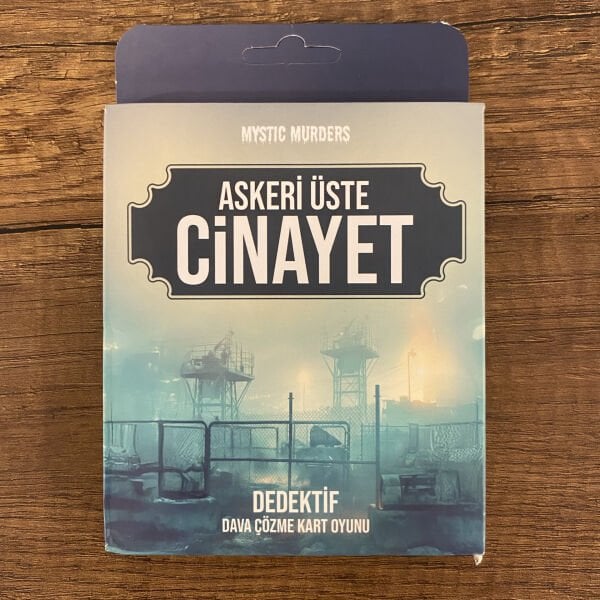 MYSTIC MURDERS
ASKERİ ÜSTE
CİNAYET
DEDEKTİF
DAVA ÇÖZME KART OYUNU